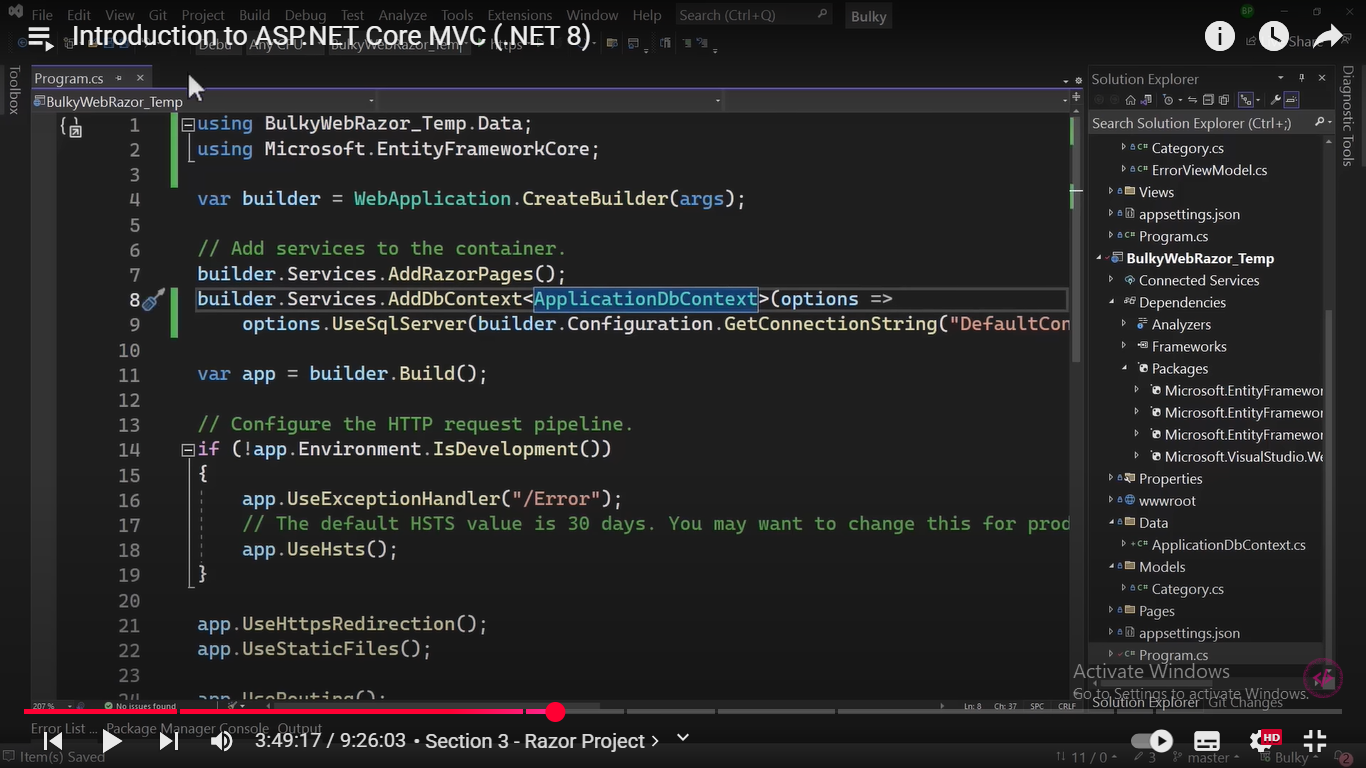 File Edit View Git Project Build Debug Test Analyze Tools Extensions Window Help Search (Ctrl+Q) Bulky
Introduction to ASP.NET Core MVC (.NET 8)
Share
Toolbox
Program.cs
BulkyWebRazor_Temp
1 using BulkyWebRazor_Temp.Data;
2 using Microsoft.EntityFrameworkCore;
3
4 var builder = WebApplication.CreateBuilder(args);
5
6 // Add services to the container.
7 builder.Services.AddRazorPages();
8 builder.Services.AddDbContext<ApplicationDbContext>(options =>
9 options.UseSqlServer(builder.Configuration.GetConnectionString("DefaultCon
10
11 var app = builder.Build();
12
13 // Configure the HTTP request pipeline.
14 if (!app.Environment.IsDevelopment())
15 {
16 app.UseExceptionHandler("/Error");
17 // The default HSTS value is 30 days. You may want to change this for prod
18 app.UseHsts();
19 }
20
21 app.UseHttpsRedirection();
22 app.UseStaticFiles();
23
24 app.UseRouting();
207 % No issues found Ln: 8 Ch: 37 SPC CRLF
Solution Explorer
Search Solution Explorer (Ctrl+;)
Category.cs
ErrorViewModel.cs
Views
appsettings.json
Program.cs
BulkyWebRazor_Temp
Connected Services
Dependencies
Analyzers
Frameworks
Packages
Microsoft.EntityFramewor
Microsoft.EntityFramewor
Microsoft.EntityFramewor
Microsoft.VisualStudio.We
Properties
wwwroot
Data
ApplicationDbContext.cs
Models
Category.cs
Pages
appsettings.json
Program.cs
Diagnostic Tools
Activate Windows
Go to Settings to activate Windows.
Solution Explorer Git Changes
Error List ... Package Manager Console Output
3:49:17 / 9:26:03 • Section 3 - Razor Project
HD
Item(s) Saved 11 / 0 3 master Bulky 2